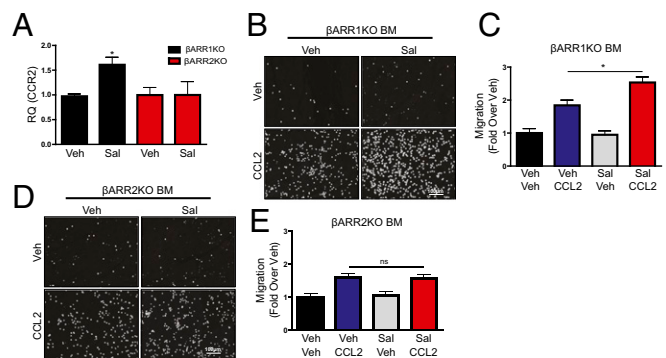 A
RQ (CCR2)
2.0
1.5
1.0
0.5
0.0
*
βARR1KO
βARR2KO
Veh Sal Veh Sal
B
βARR1KO BM
Veh Sal
Veh
CCL2
100μm
C
βARR1KO BM
Migration
(Fold Over Veh)
3
2
1
0
*
Veh Veh Sal Sal
Veh CCL2 Veh CCL2
D
βARR2KO BM
Veh Sal
Veh
CCL2
100μm
E
βARR2KO BM
Migration
(Fold Over Veh)
3
2
1
0
ns
Veh Veh Sal Sal
Veh CCL2 Veh CCL2